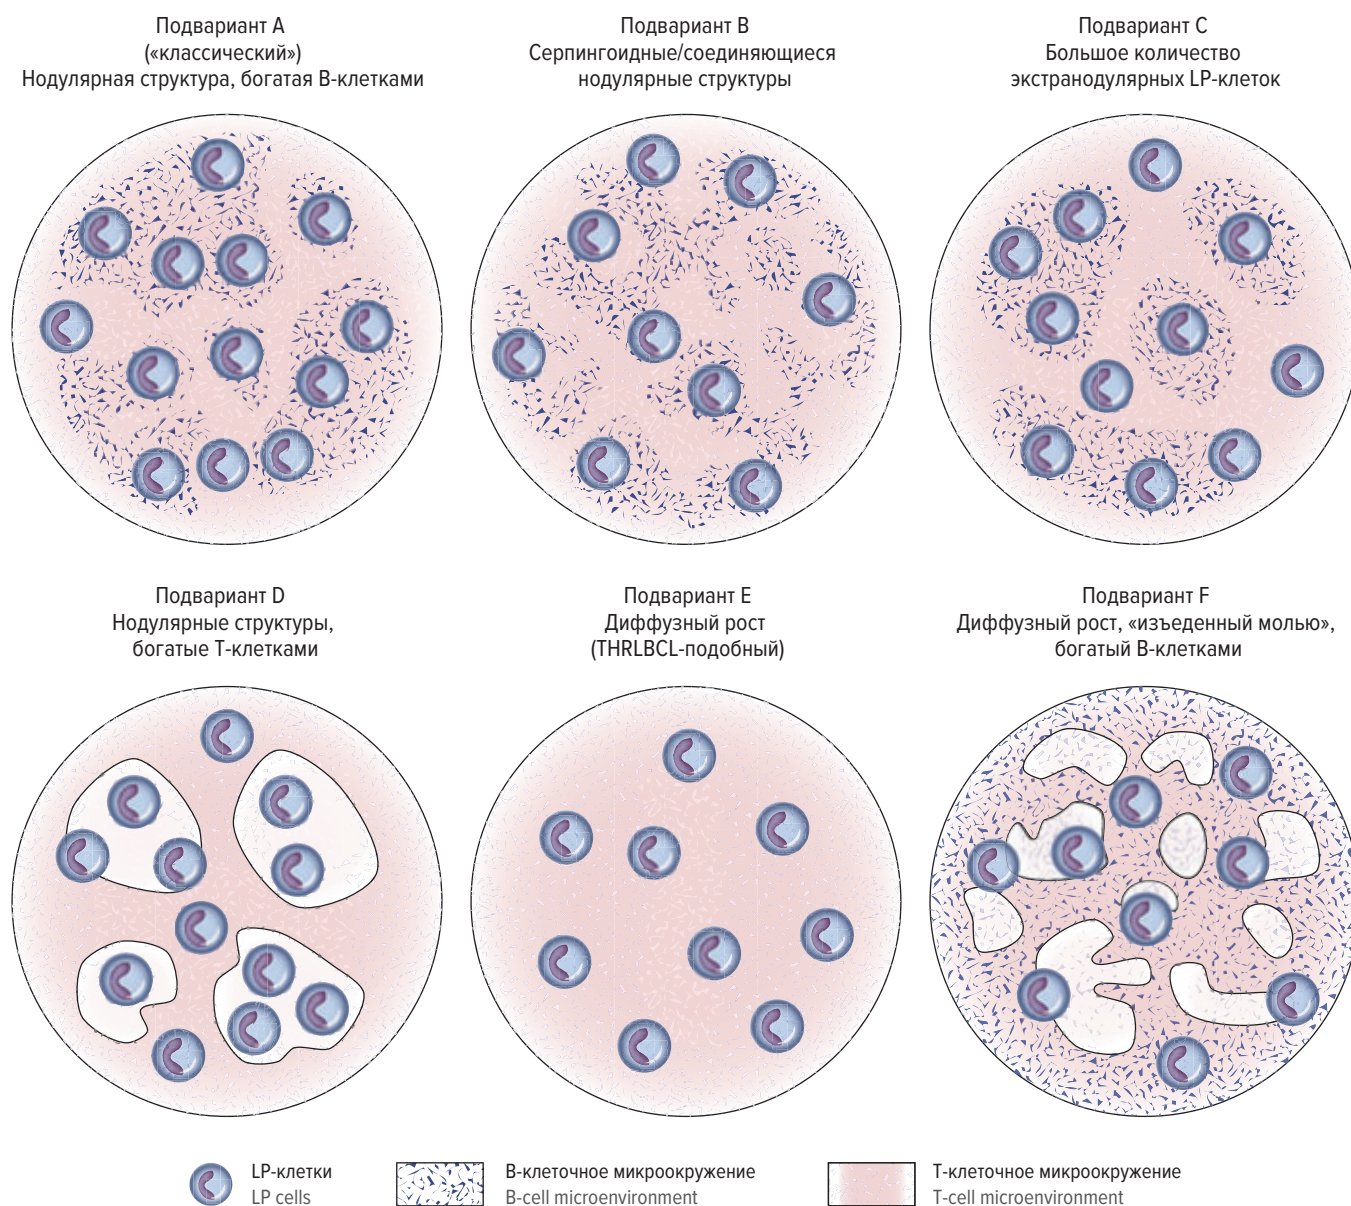 Подвариант A
(«классический»)
Нодулярная структура, богатая B-клетками
Подвариант B
Серпингоидные/соединяющиеся
нодулярные структуры
Подвариант C
Большое количество
экстранодулярных LP-клеток
Подвариант D
Нодулярные структуры,
богатые Т-клетками
Подвариант E
Диффузный рост
(THRLBCL-подобный)
Подвариант F
Диффузный рост, «изъеденный молью»,
богатый B-клетками
LP-клетки
LP cells
B-клеточное микроокружение
B-cell microenvironment
Т-клеточное микроокружение
T-cell microenvironment